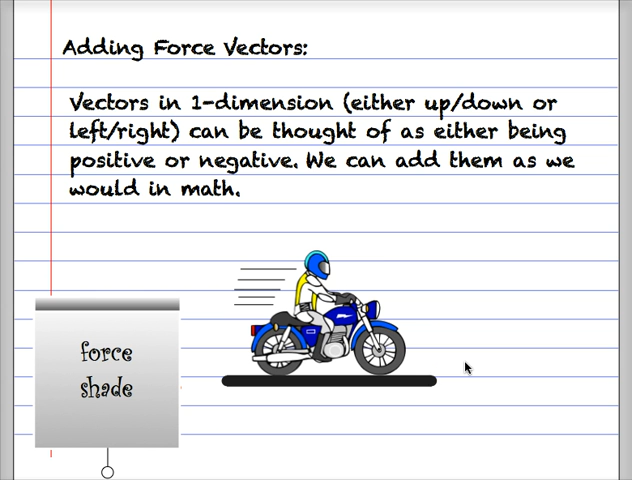 Adding Force Vectors:
Vectors in 1-dimension (either up/down or
left/right) can be thought of as either being
positive or negative. We can add them as we
would in math.
force
shade